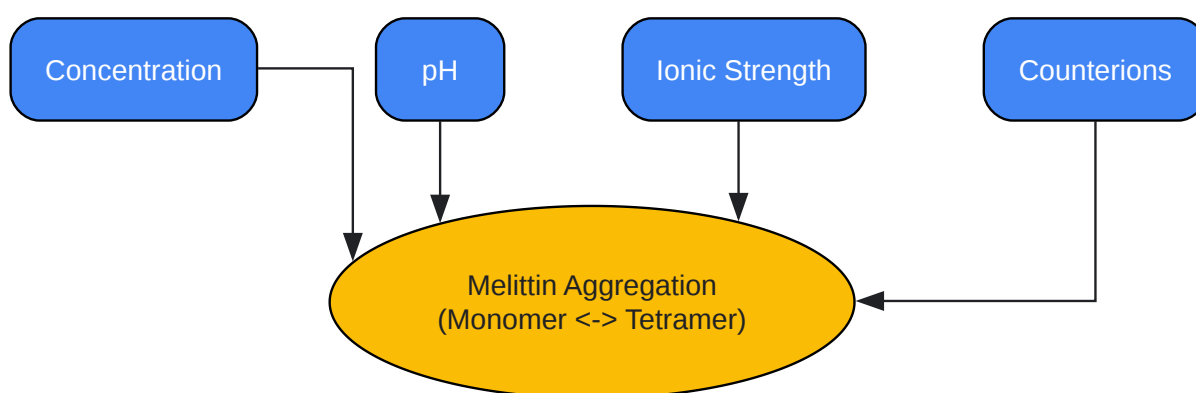 Concentration
pH
Ionic Strength
Counterions
Melittin Aggregation
(Monomer <-> Tetramer)